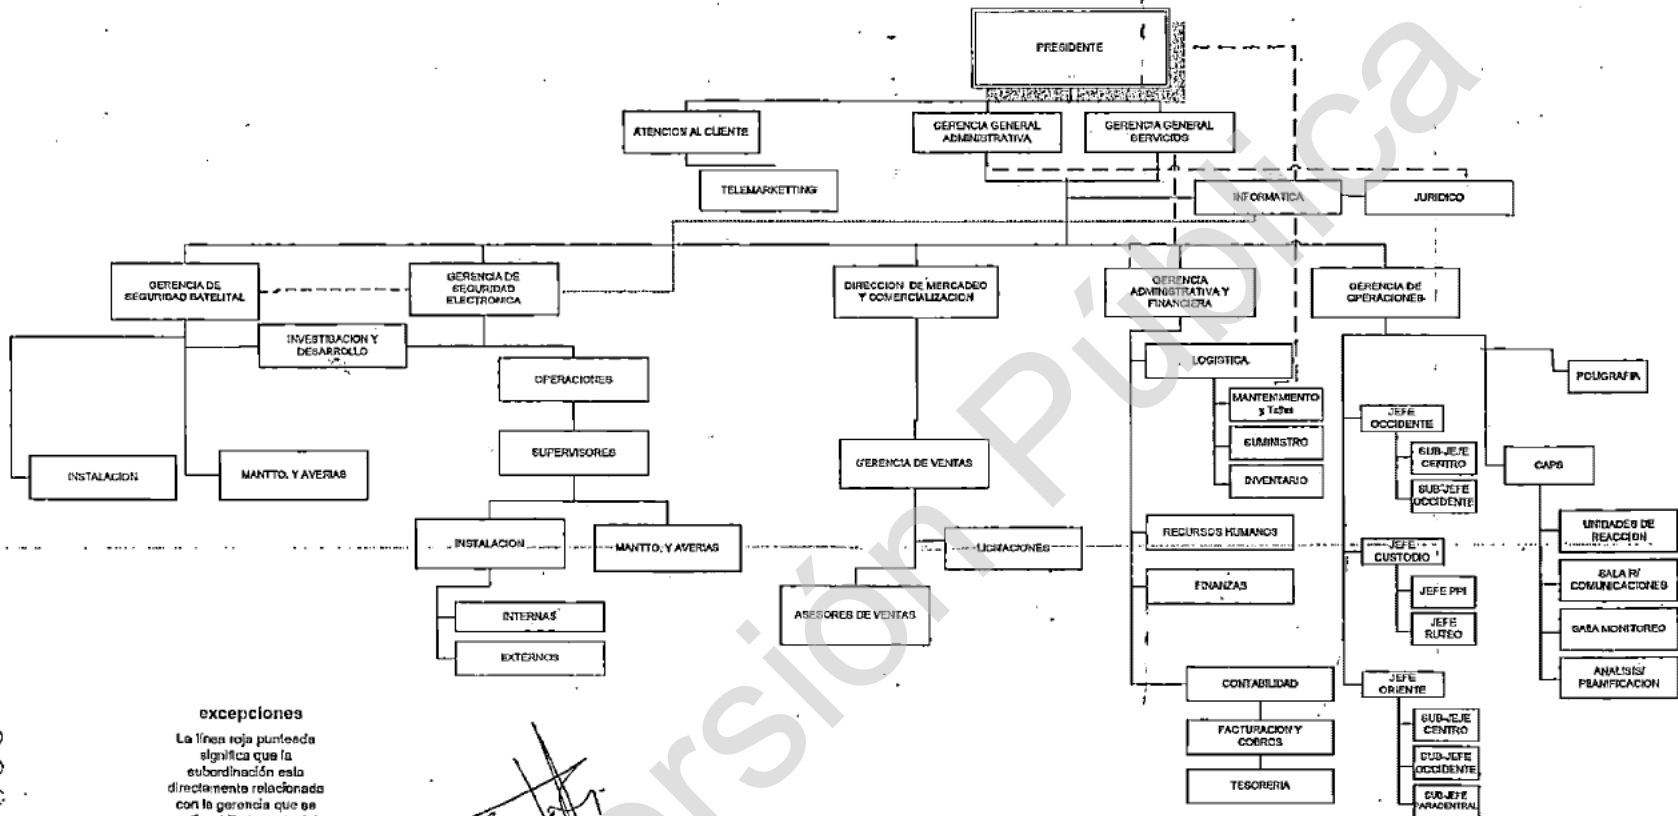 PRESIDENTE
ATENCION AL CLIENTE
GERENCIA GENERAL
ADMINISTRATIVA
GERENCIA GENERAL
SERVICIOS
TELEMARKETTING
INFORMATICA
JURIDICO
GERENCIA DE
SEGURIDAD SATELITAL
GERENCIA DE
SEGURIDAD
ELECTRONICA
DIRECCION DE MERCADEO
Y COMERCIALIZACION
GERENCIA
ADMINISTRATIVA Y
FINANCIERA
GERENCIA DE
OPERACIONES
INVESTIGACION Y
DESARROLLO
OPERACIONES
SUPERVISORES
INSTALACION
MANTTO. Y AVERIAS
INSTALACION
MANTTO. Y AVERIAS
INTERNAS
EXTERNOS
GERENCIA DE VENTAS
LICITACIONES
ASESORES DE VENTAS
LOGISTICA
MANTENIMIENTO
y Taller
SUMINISTRO
INVENTARIO
RECURSOS HUMANOS
FINANZAS
CONTABILIDAD
FACTURACION Y
COBROS
TESORERIA
POLIGRAFIA
JEFE
OCCIDENTE
SUB-JEJE
CENTRO
SUB-JEFE
OCCIDENTE
CAPS
JEFE
CUSTODIO
JEFE PPI
JEFE
RUTEO
UNIDADES DE
REACCION
SALA R/
COMUNICACIONES
SALA MONITOREO
ANALISIS/
PLANIFICACION
JEFE
ORIENTE
SUB-JEJE
CENTRO
SUB-JEFE
OCCIDENTE
SUB-JEFE
PARACENTRAL
excepciones
La línea roja punteada
significa que la
subordinación esta
directamente relacionada
con la gerencia que se
Versión Pública